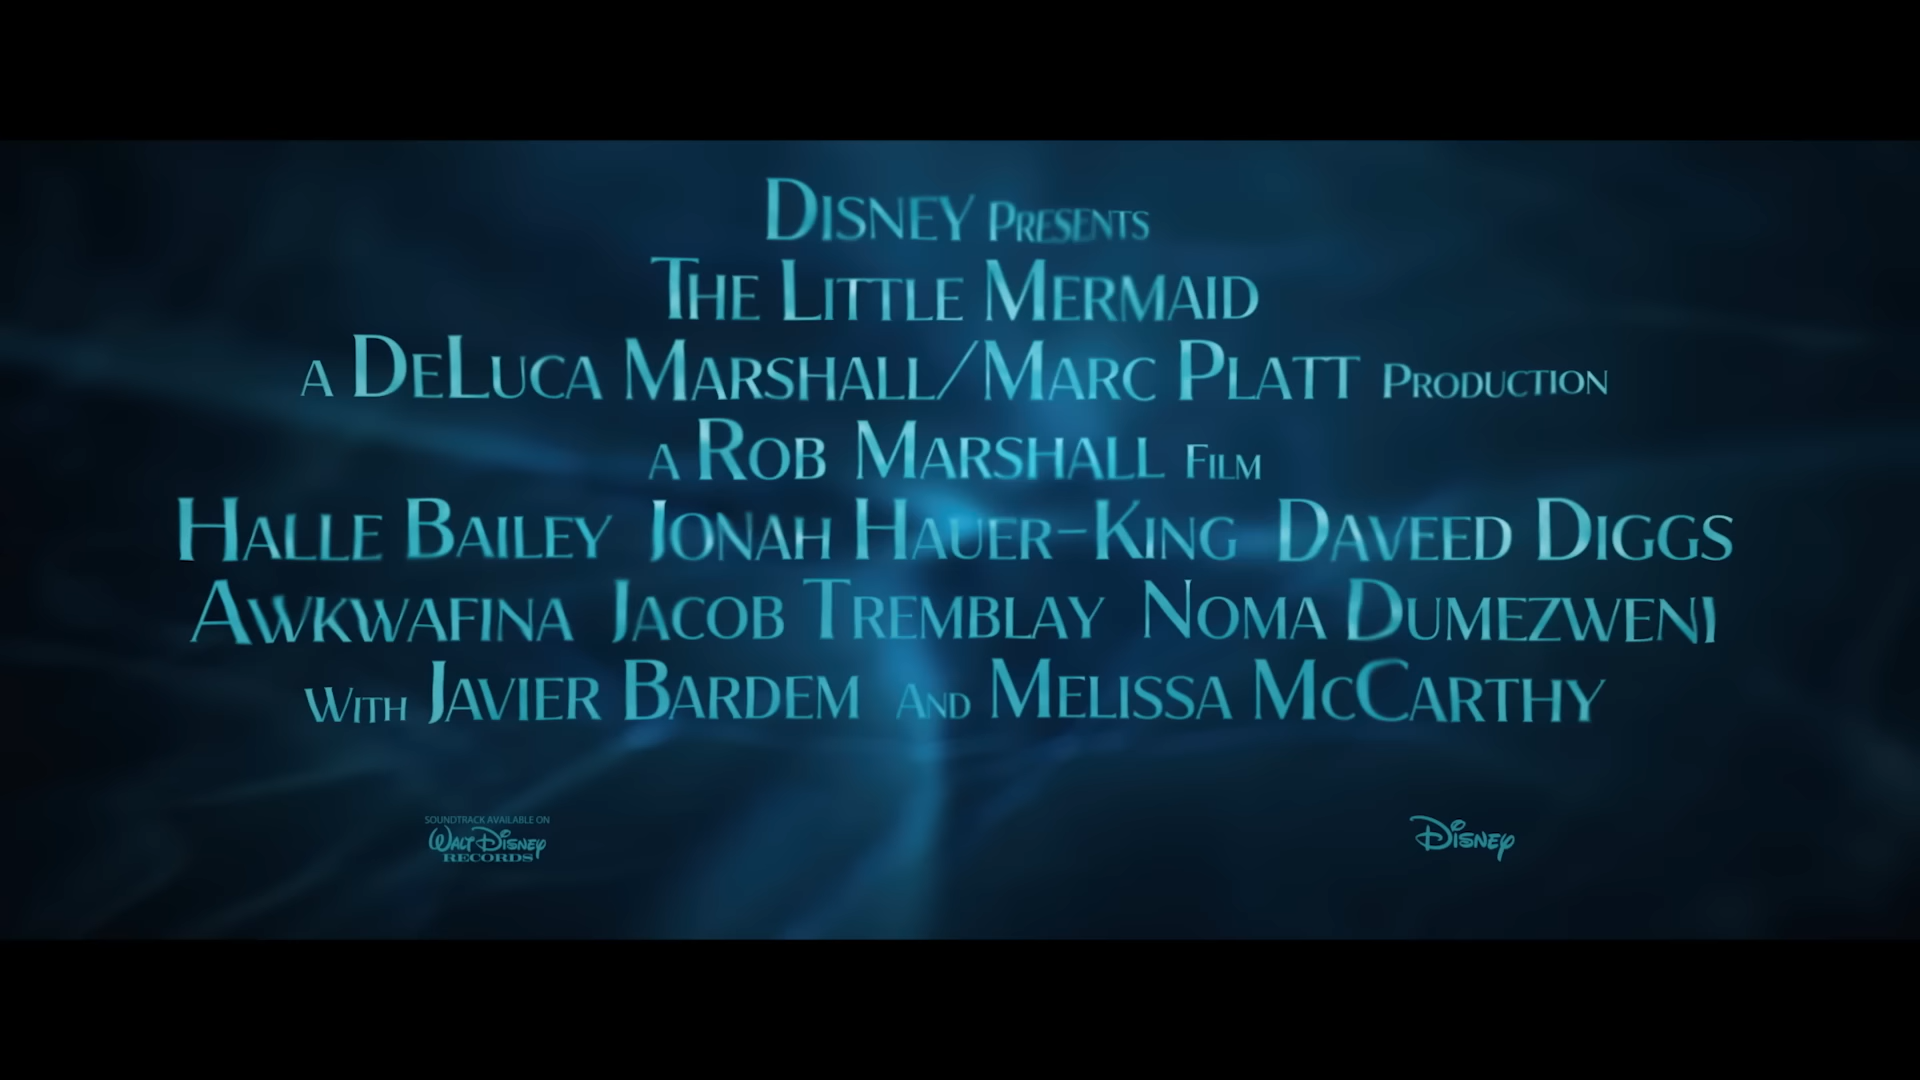 Disney Presents
The Little Mermaid
A DeLuca Marshall/Marc Platt Production
A Rob Marshall Film
Halle Bailey Jonah Hauer-King Daveed Diggs
Awkwafina Jacob Tremblay Noma Dumezweni
With Javier Bardem And Melissa McCarthy
SOUNDTRACK AVAILABLE ON
Walt Disney
RECORDS
Disney